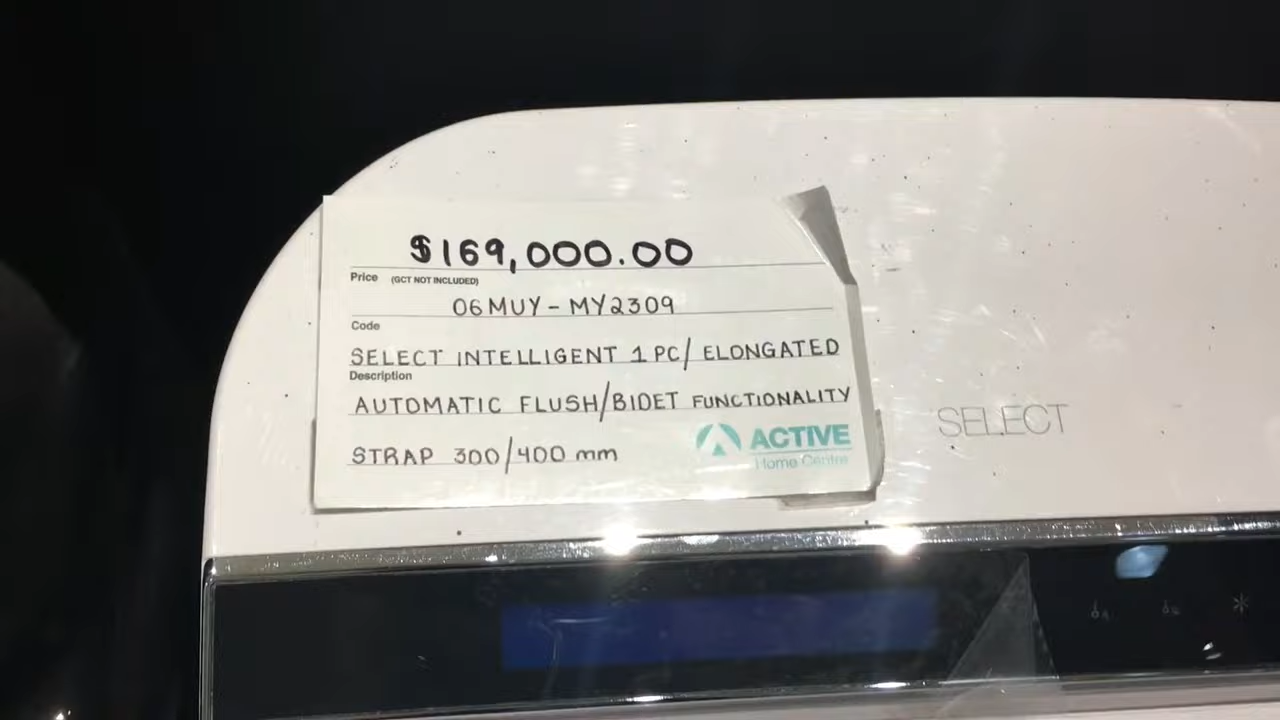 $169,000.00
Price (GCT NOT INCLUDED)
06MUY-MY2309
Code
SELECT INTELLIGENT 1 PC/ELONGATED
Description
AUTOMATIC FLUSH/BIDET FUNCTIONALITY
STRAP 300/400 mm
ACTIVE
Home Centre
SELECT